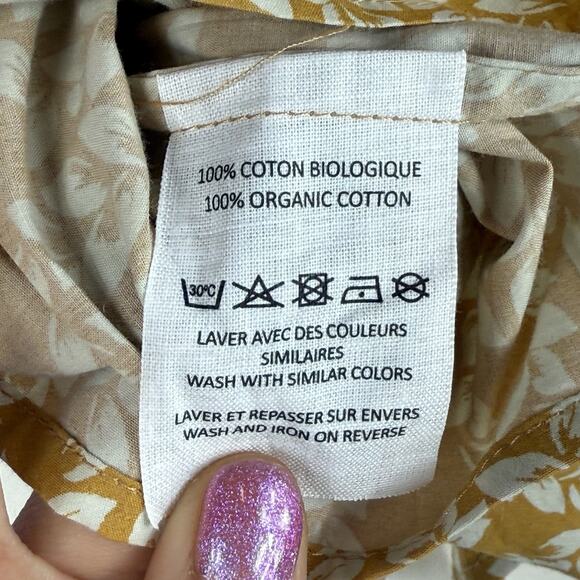 100% COTON BIOLOGIQUE
100% ORGANIC COTTON
30°C
LAVER AVEC DES COULEURS
SIMILAIRES
WASH WITH SIMILAR COLORS
LAVER ET REPASSER SUR ENVERS
WASH AND IRON ON REVERSE